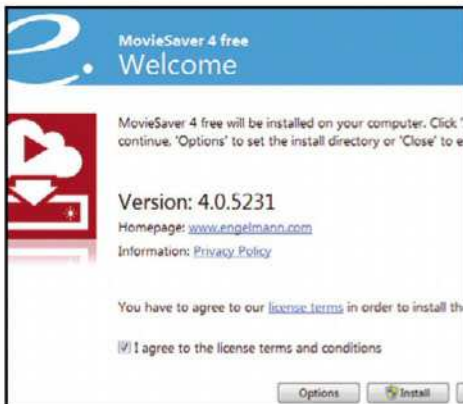 MovieSaver 4 free
Welcome
MovieSaver 4 free will be installed on your computer. Click '
continue, 'Options' to set the install directory or 'Close' to e
Version: 4.0.5231
Homepage: www.engelmann.com
Information: Privacy Policy
You have to agree to our license terms in order to install th
I agree to the license terms and conditions
Options Install